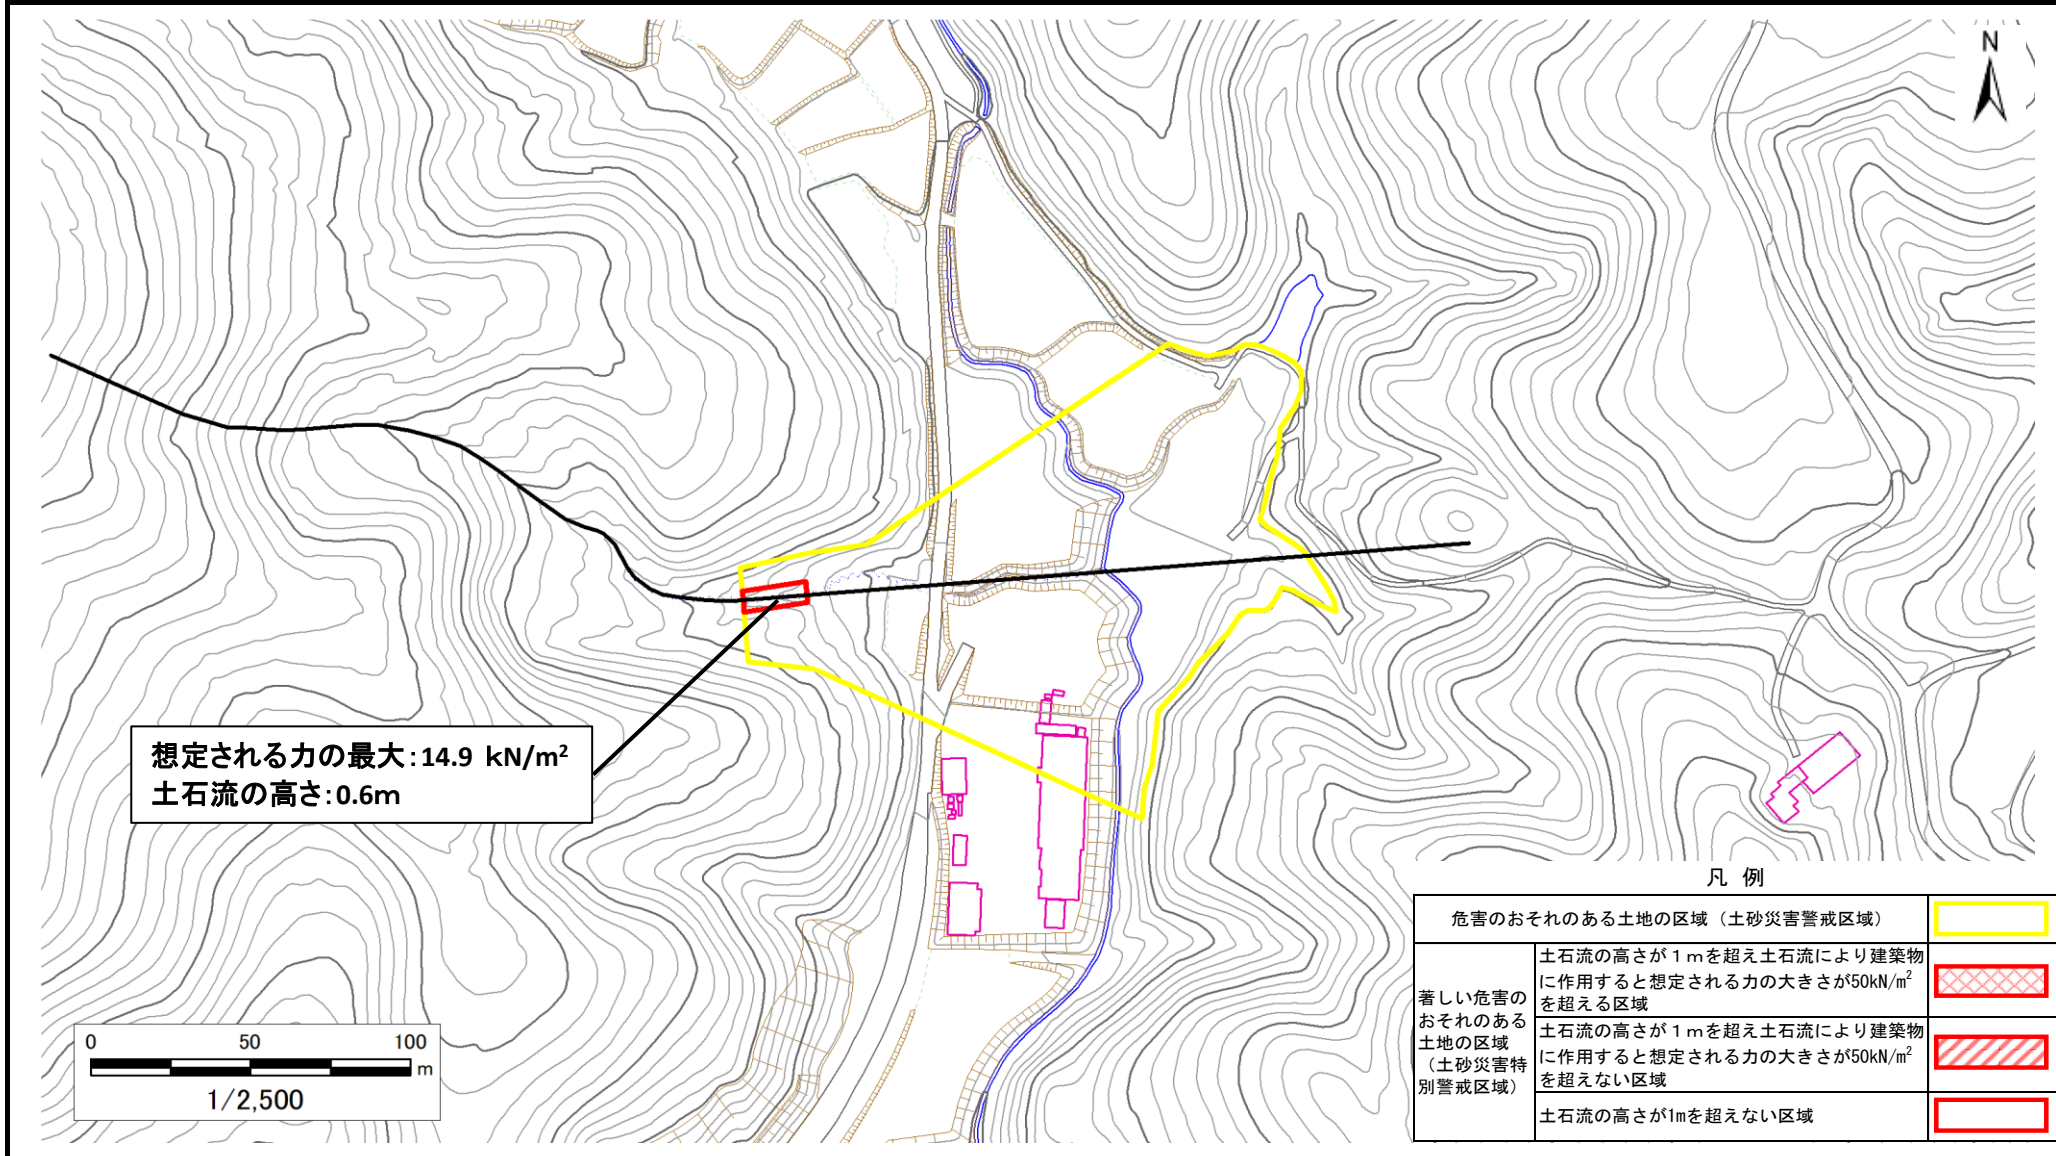 N
想定される力の最大:14.9 kN/m²
土石流の高さ:0.6m
0 50 100
m
1/2,500
凡 例
危害のおそれのある土地の区域（土砂災害警戒区域）
著しい危害の
おそれのある
土地の区域
（土砂災害特
別警戒区域）
土石流の高さが１ｍを超え土石流により建築物
に作用すると想定される力の大きさが50kN/㎡
を超える区域
土石流の高さが１ｍを超え土石流により建築物
に作用すると想定される力の大きさが50kN/㎡
を超えない区域
土石流の高さが1mを超えない区域